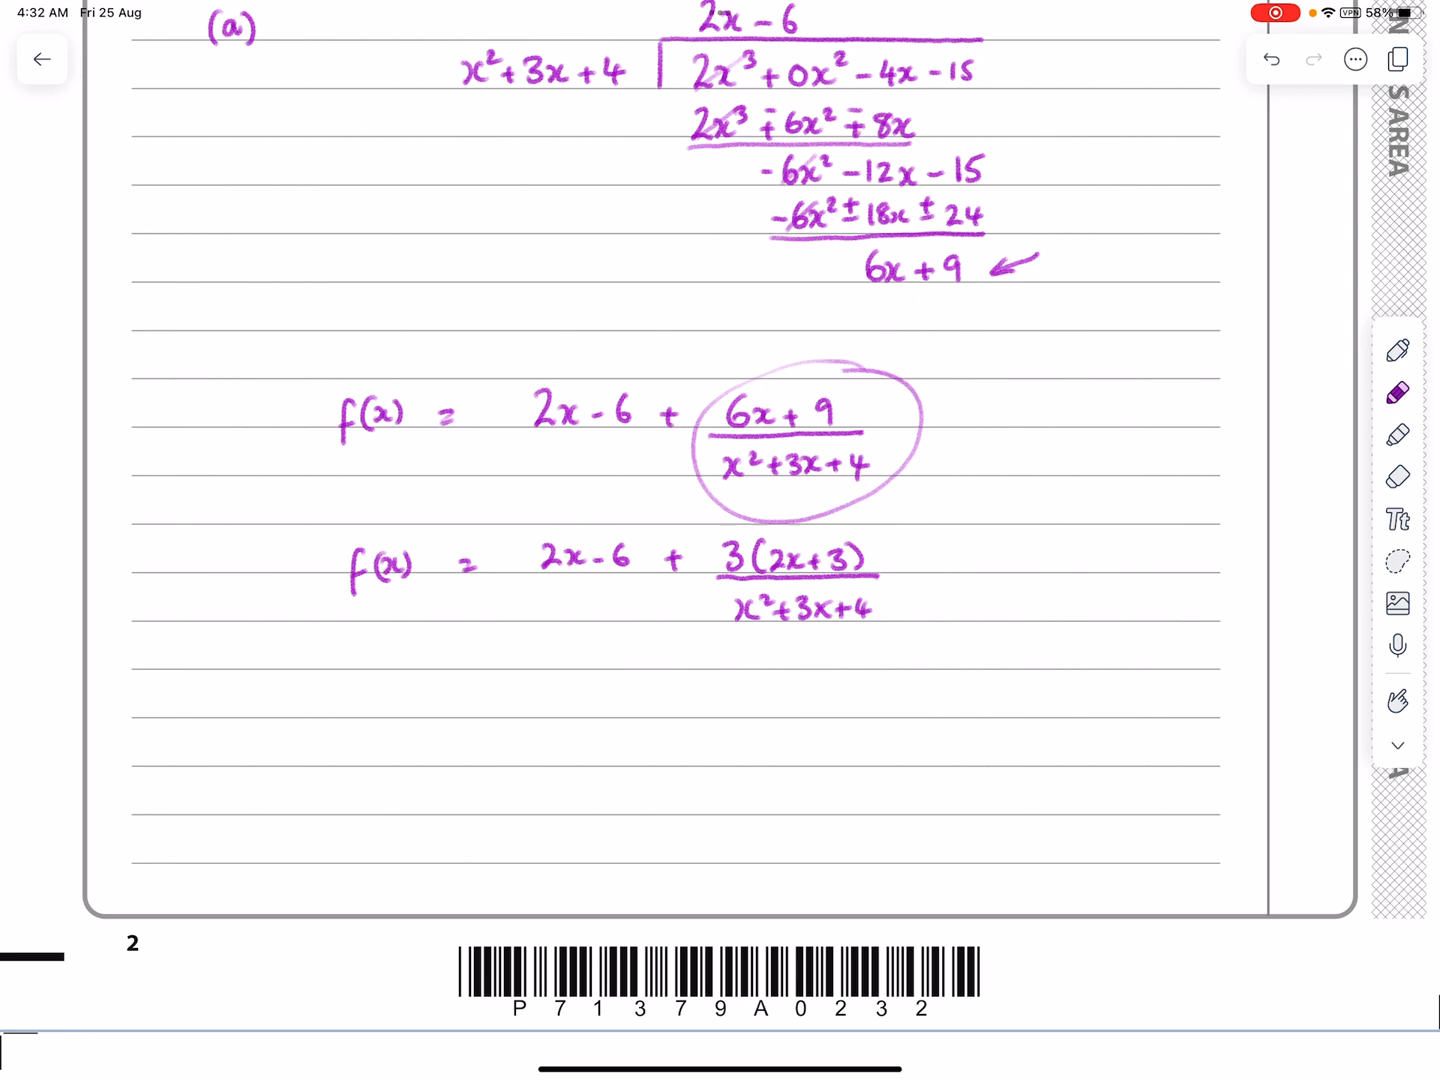 4:32 AM Fri 25 Aug
VPN 58%
(a)
2x - 6
x² + 3x + 4 2x³ + 0x² - 4x - 15
2x³ ∓ 6x² ∓ 8x
-6x² - 12x - 15
-6x² ± 18x ± 24
6x + 9
f(x) = 2x - 6 + 6x + 9
x² + 3x + 4
f(x) = 2x - 6 + 3(2x + 3)
x² + 3x + 4
S AREA
Tt
2
P 7 1 3 7 9 A 0 2 3 2